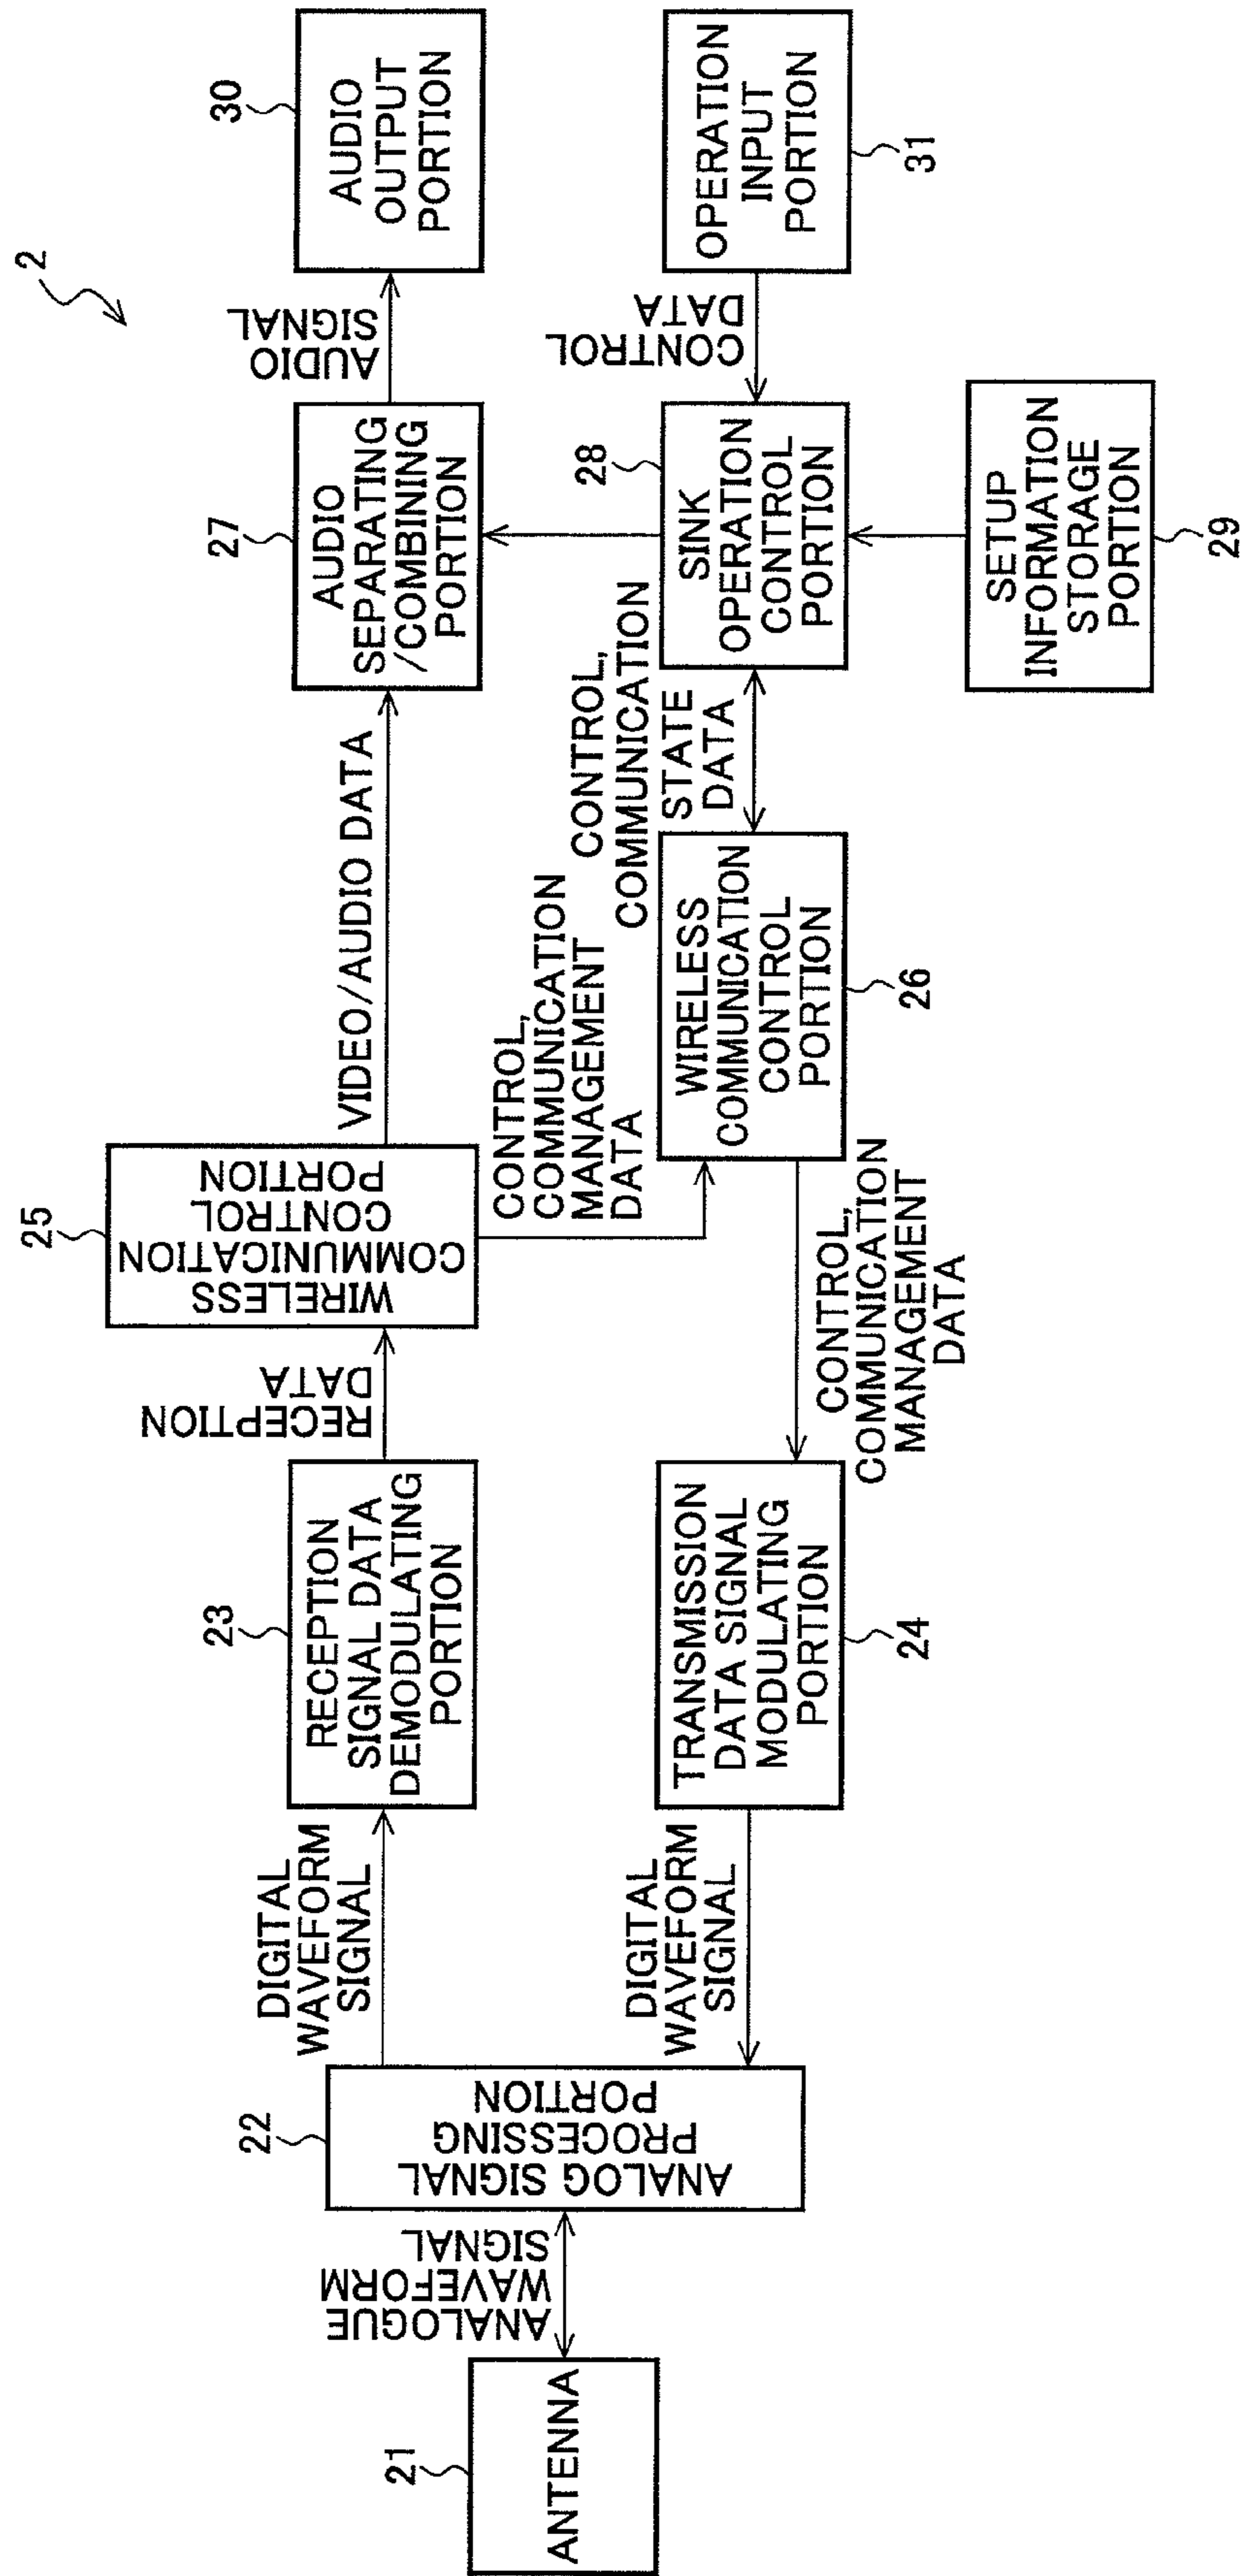 2
21
ANTENNA
ANALOGUE
WAVEFORM
SIGNAL
22
ANALOG SIGNAL
PROCESSING
PORTION
DIGITAL
WAVEFORM
SIGNAL
23
RECEPTION
SIGNAL DATA
DEMODULATING
PORTION
RECEPTION
DATA
25
WIRELESS
COMMUNICATION
CONTROL
PORTION
VIDEO/AUDIO DATA
27
AUDIO
SEPARATING
/COMBINING
PORTION
AUDIO
SIGNAL
30
AUDIO
OUTPUT
PORTION
DIGITAL
WAVEFORM
SIGNAL
TRANSMISSION
DATA SIGNAL
MODULATING
PORTION
24
CONTROL,
COMMUNICATION
MANAGEMENT
DATA
CONTROL,
COMMUNICATION
MANAGEMENT
DATA
WIRELESS
COMMUNICATION
CONTROL
PORTION
26
CONTROL,
COMMUNICATION
STATE
DATA
28
SINK
OPERATION
CONTROL
PORTION
CONTROL
DATA
OPERATION
INPUT
PORTION
31
SETUP
INFORMATION
STORAGE
PORTION
29